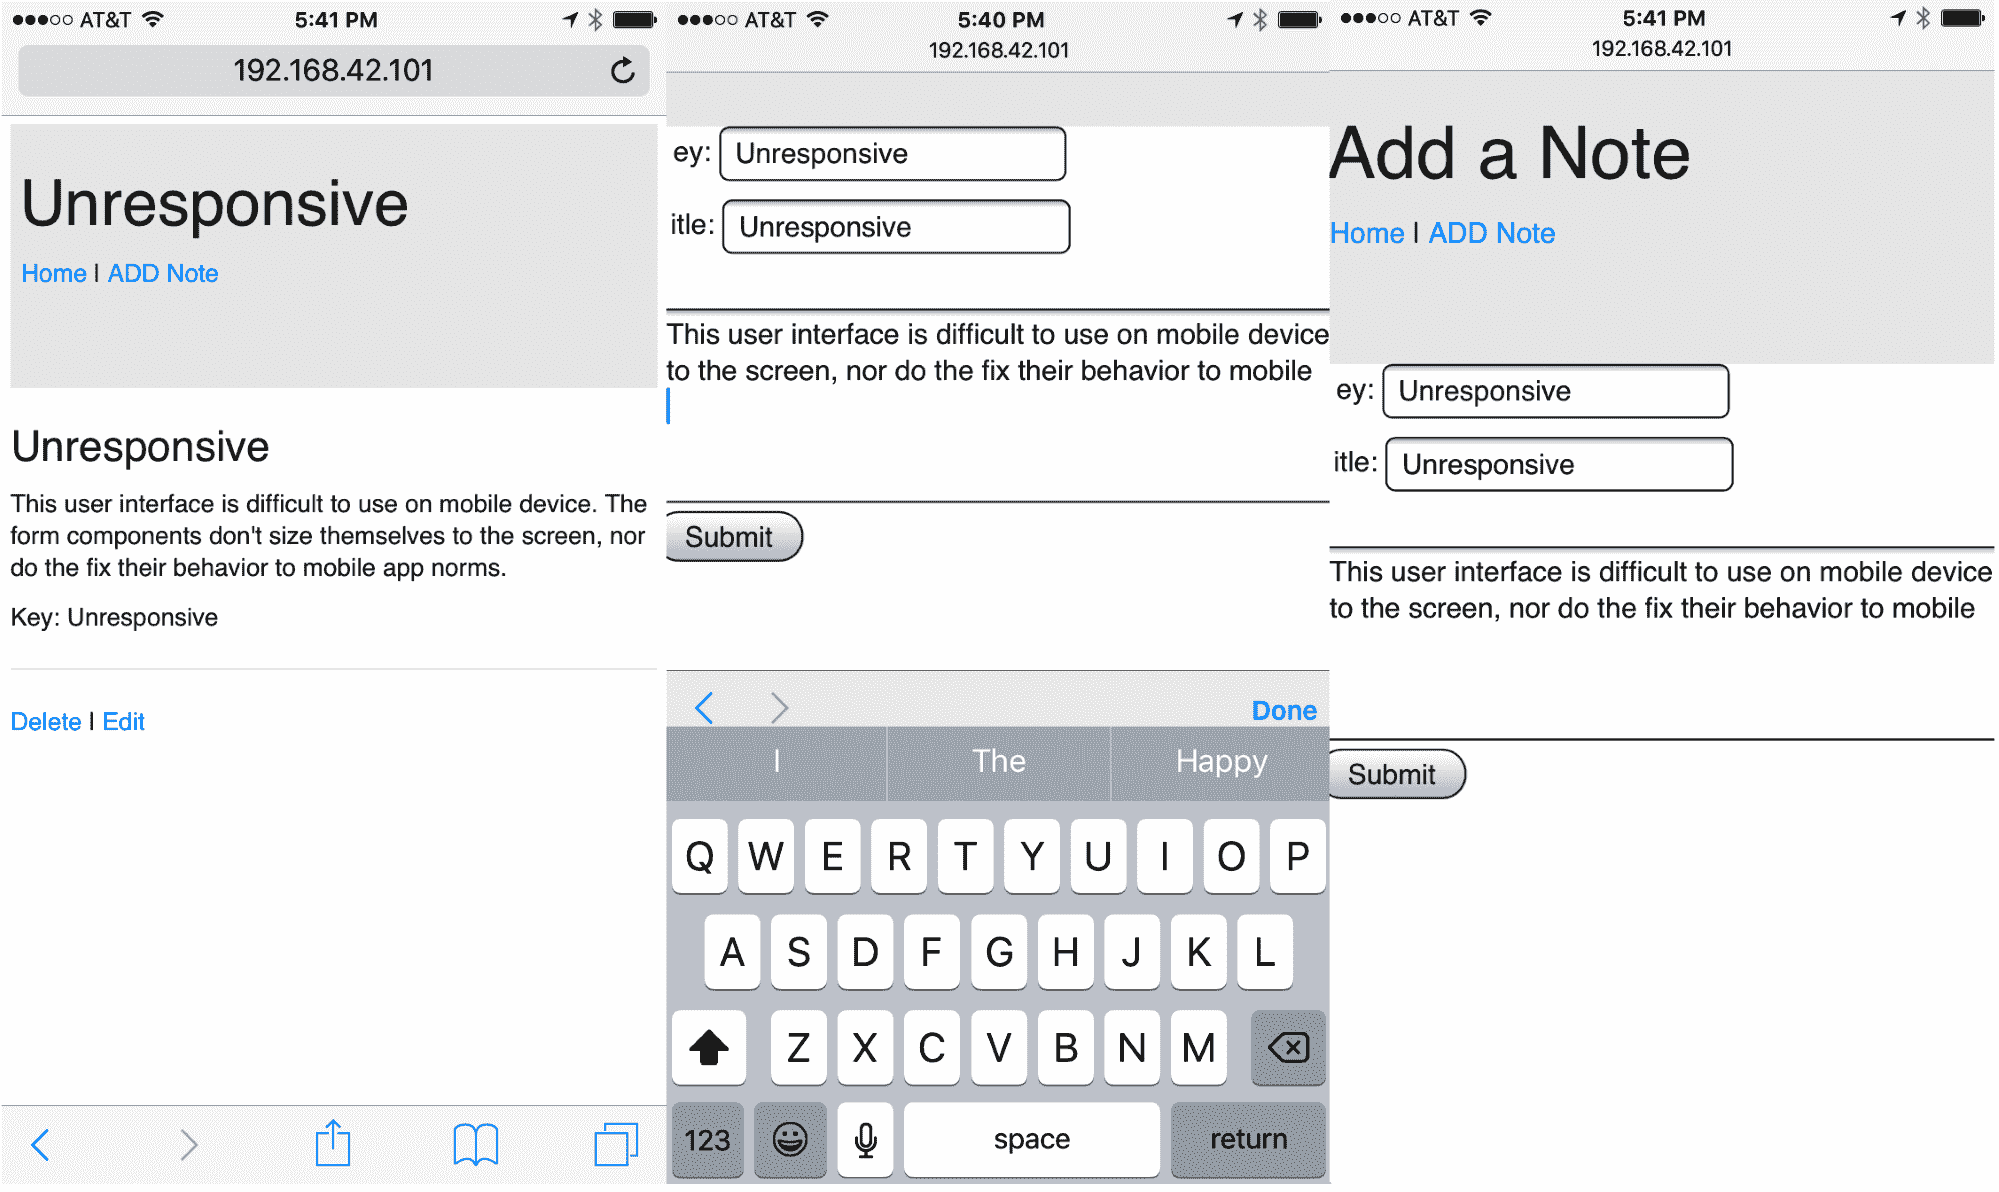 AT&T 5:41 PM
192.168.42.101
Unresponsive
Home | ADD Note
Unresponsive
This user interface is difficult to use on mobile device. The
form components don't size themselves to the screen, nor
do the fix their behavior to mobile app norms.
Key: Unresponsive
Delete | Edit
AT&T 5:40 PM
192.168.42.101
ey: Unresponsive
itle: Unresponsive
This user interface is difficult to use on mobile device
to the screen, nor do the fix their behavior to mobile
Submit
Done
I The Happy
Q W E R T Y U I O P
A S D F G H J K L
Z X C V B N M
123 space return
AT&T 5:41 PM
192.168.42.101
Add a Note
Home | ADD Note
ey: Unresponsive
itle: Unresponsive
This user interface is difficult to use on mobile device
to the screen, nor do the fix their behavior to mobile
Submit